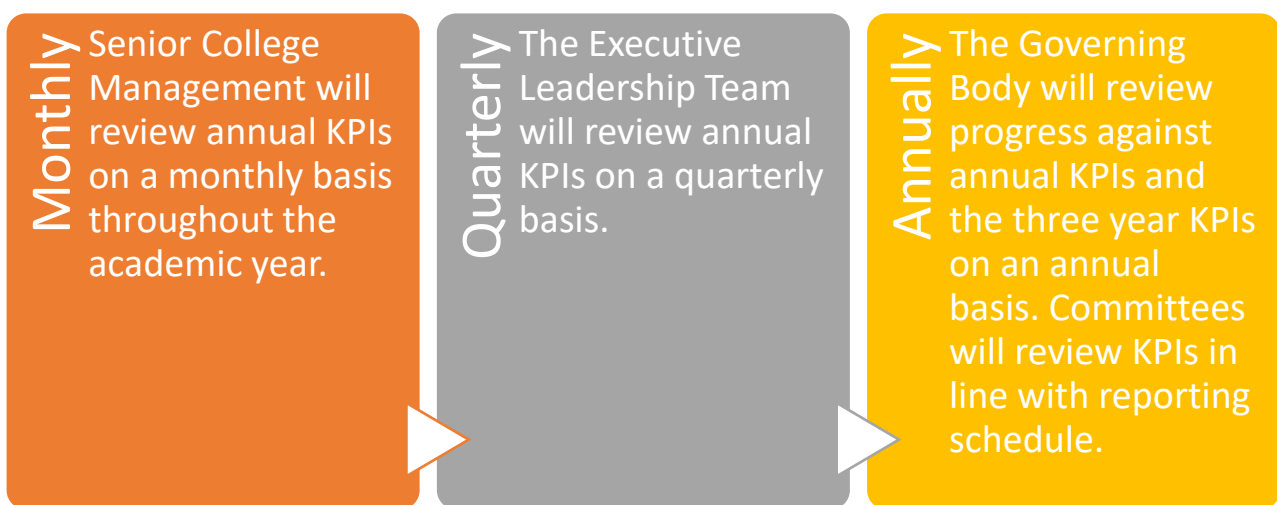 Monthly
Senior College
Management will
review annual KPIs
on a monthly basis
throughout the
academic year.
Quarterly
The Executive
Leadership Team
will review annual
KPIs on a quarterly
basis.
Annually
The Governing
Body will review
progress against
annual KPIs and
the three year KPIs
on an annual
basis. Committees
will review KPIs in
line with reporting
schedule.